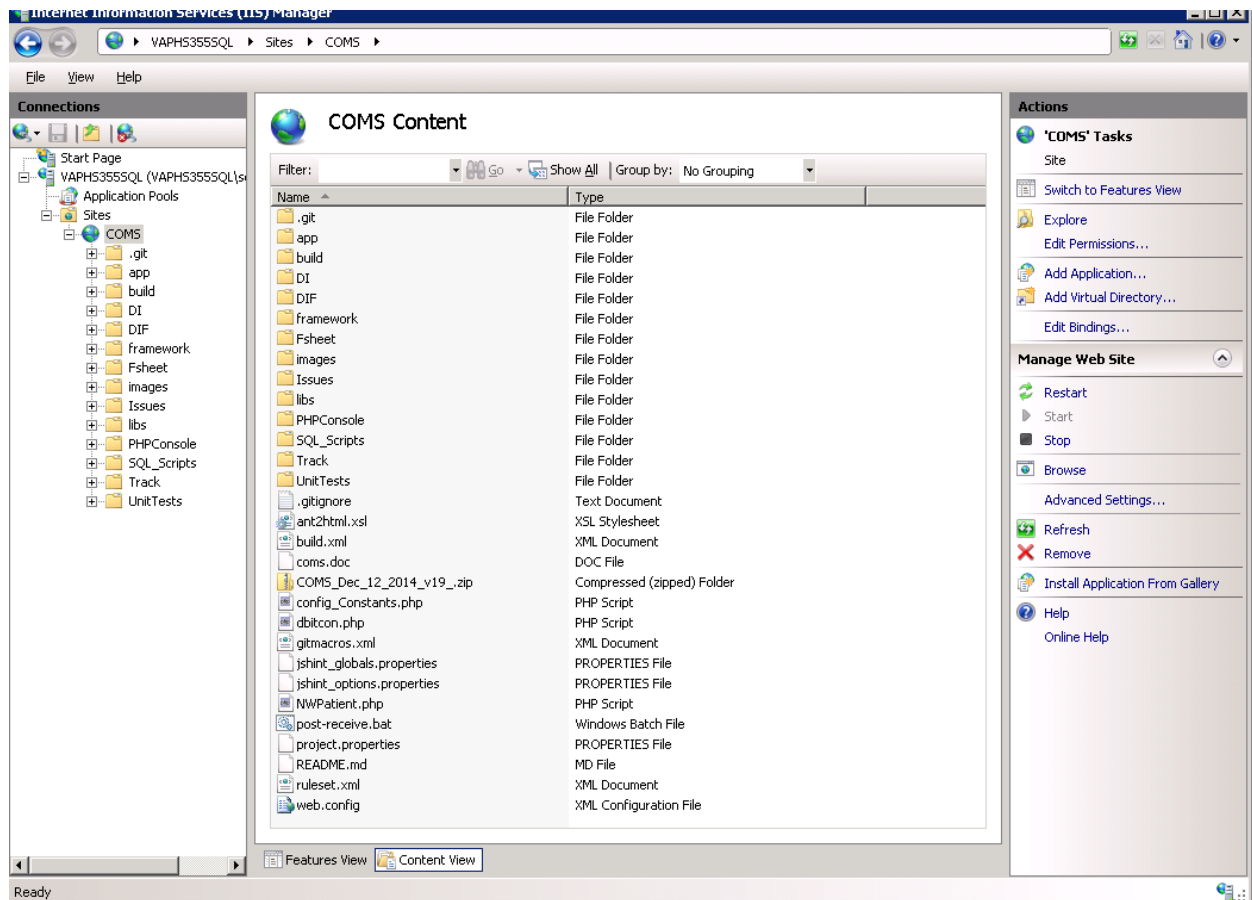 Internet Information Services (IIS) Manager
VAPHS355SQL Sites COMS
File View Help
Connections
Start Page
VAPHS355SQL (VAPHS355SQL\s
Application Pools
Sites
COMS
.git
app
build
DI
DIF
framework
Fsheet
images
Issues
libs
PHPConsole
SQL_Scripts
Track
UnitTests
COMS Content
Filter: Go Show All Group by: No Grouping
Name Type
.git File Folder
app File Folder
build File Folder
DI File Folder
DIF File Folder
framework File Folder
Fsheet File Folder
images File Folder
Issues File Folder
libs File Folder
PHPConsole File Folder
SQL_Scripts File Folder
Track File Folder
UnitTests File Folder
.gitignore Text Document
ant2html.xsl XSL Stylesheet
build.xml XML Document
coms.doc DOC File
COMS_Dec_12_2014_v19_.zip Compressed (zipped) Folder
config_Constants.php PHP Script
dbitcon.php PHP Script
gitmacros.xml XML Document
jshint_globals.properties PROPERTIES File
jshint_options.properties PROPERTIES File
NWPatient.php PHP Script
post-receive.bat Windows Batch File
project.properties PROPERTIES File
README.md MD File
ruleset.xml XML Document
web.config XML Configuration File
Features View Content View
Actions
'COMS' Tasks
Site
Switch to Features View
Explore
Edit Permissions...
Add Application...
Add Virtual Directory...
Edit Bindings...
Manage Web Site
Restart
Start
Stop
Browse
Advanced Settings...
Refresh
Remove
Install Application From Gallery
Help
Online Help
Ready